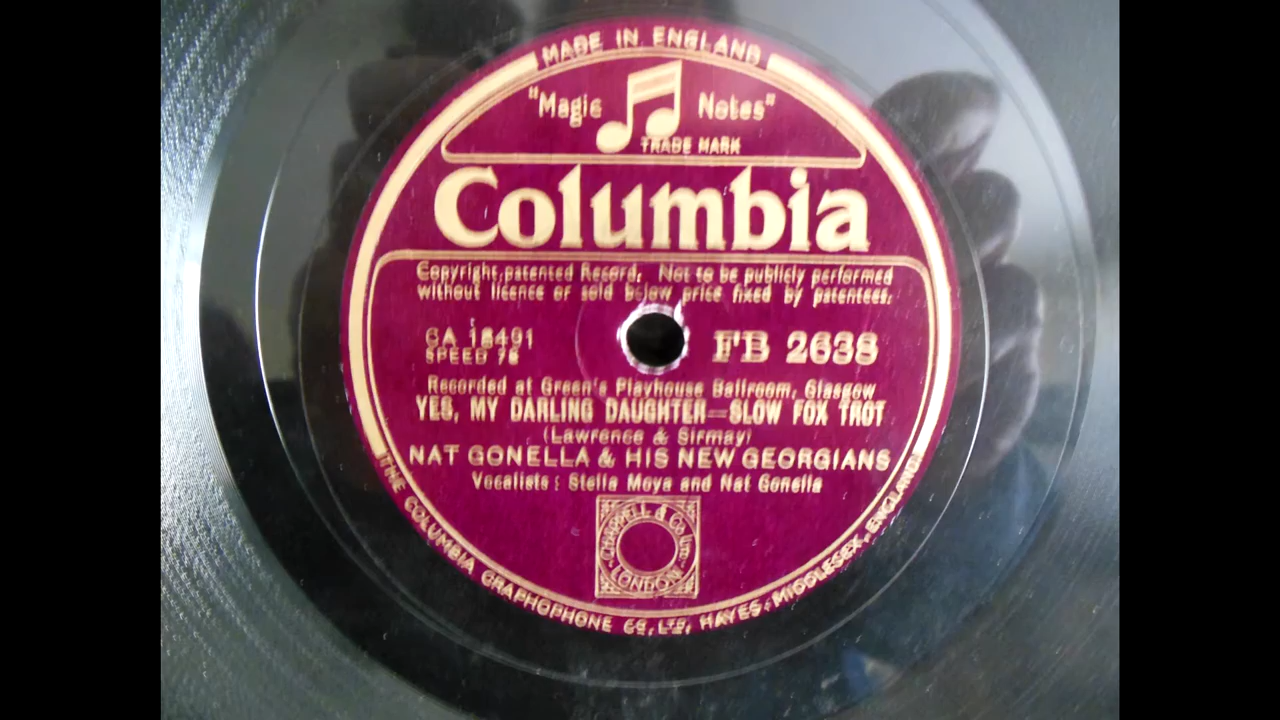 MADE IN ENGLAND
"Magic Notes"
TRADE MARK
Columbia
Copyright, patented Record. Not to be publicly performed
without licence or sold below price fixed by patentees.
CA 18491
SPEED 78
FB 2638
Recorded at Green's Playhouse Ballroom, Glasgow
YES, MY DARLING DAUGHTER—SLOW FOX TROT
(Lawrence & Sirmay)
NAT GONELLA & HIS NEW GEORGIANS
Vocalists: Stella Moya and Nat Gonella
CHAPPELL & Co. Ltd.
LONDON
THE COLUMBIA GRAPHOPHONE CO., LTD., HAYES, MIDDLESEX, ENGLAND